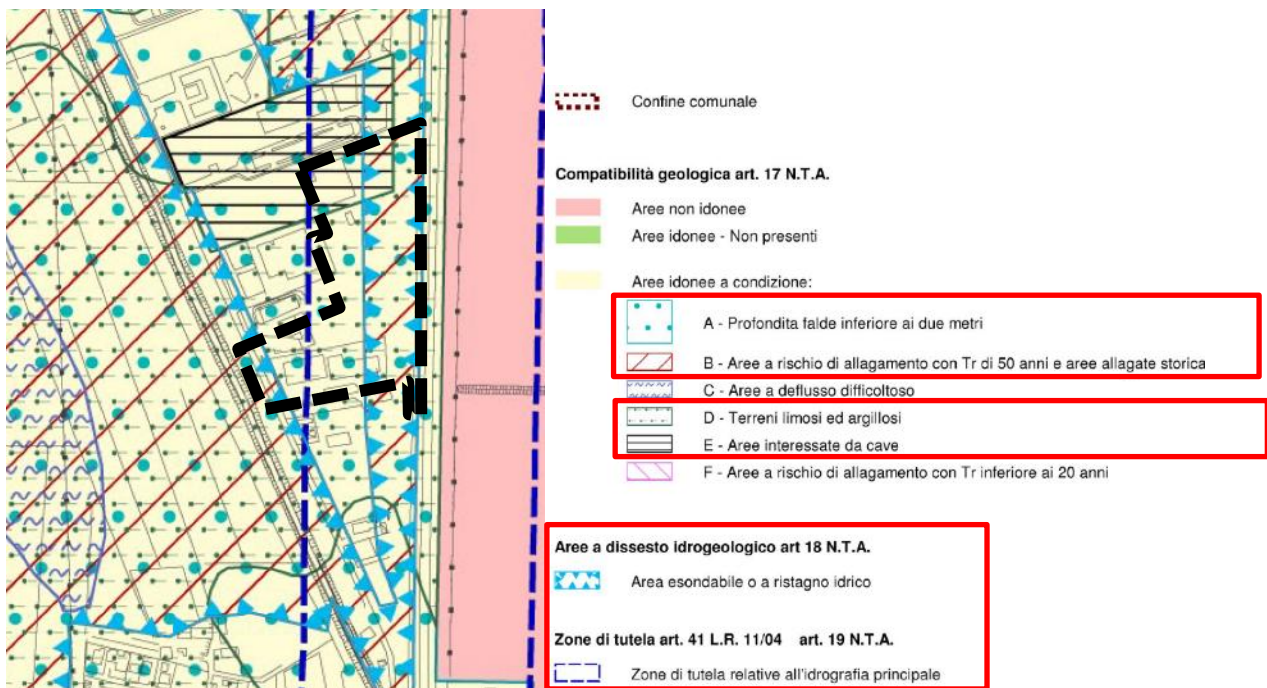 Confine comunale
Compatibilità geologica art. 17 N.T.A.
Aree non idonee
Aree idonee - Non presenti
Aree idonee a condizione:
A - Profondita falde inferiore ai due metri
B - Aree a rischio di allagamento con Tr di 50 anni e aree allagate storica
C - Aree a deflusso difficoltoso
D - Terreni limosi ed argillosi
E - Aree interessate da cave
F - Aree a rischio di allagamento con Tr inferiore ai 20 anni
Aree a dissesto idrogeologico art 18 N.T.A.
Area esondabile o a ristagno idrico
Zone di tutela art. 41 L.R. 11/04 art. 19 N.T.A.
Zone di tutela relative all'idrografia principale